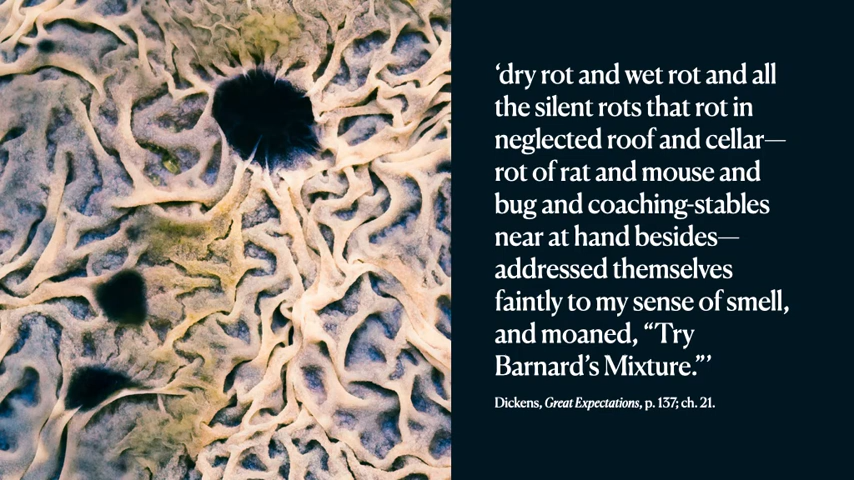 ‘dry rot and wet rot and all
the silent rots that rot in
neglected roof and cellar—
rot of rat and mouse and
bug and coaching-stables
near at hand besides—
addressed themselves
faintly to my sense of smell,
and moaned, “Try
Barnard’s Mixture.”’
Dickens, Great Expectations, p. 137; ch. 21.